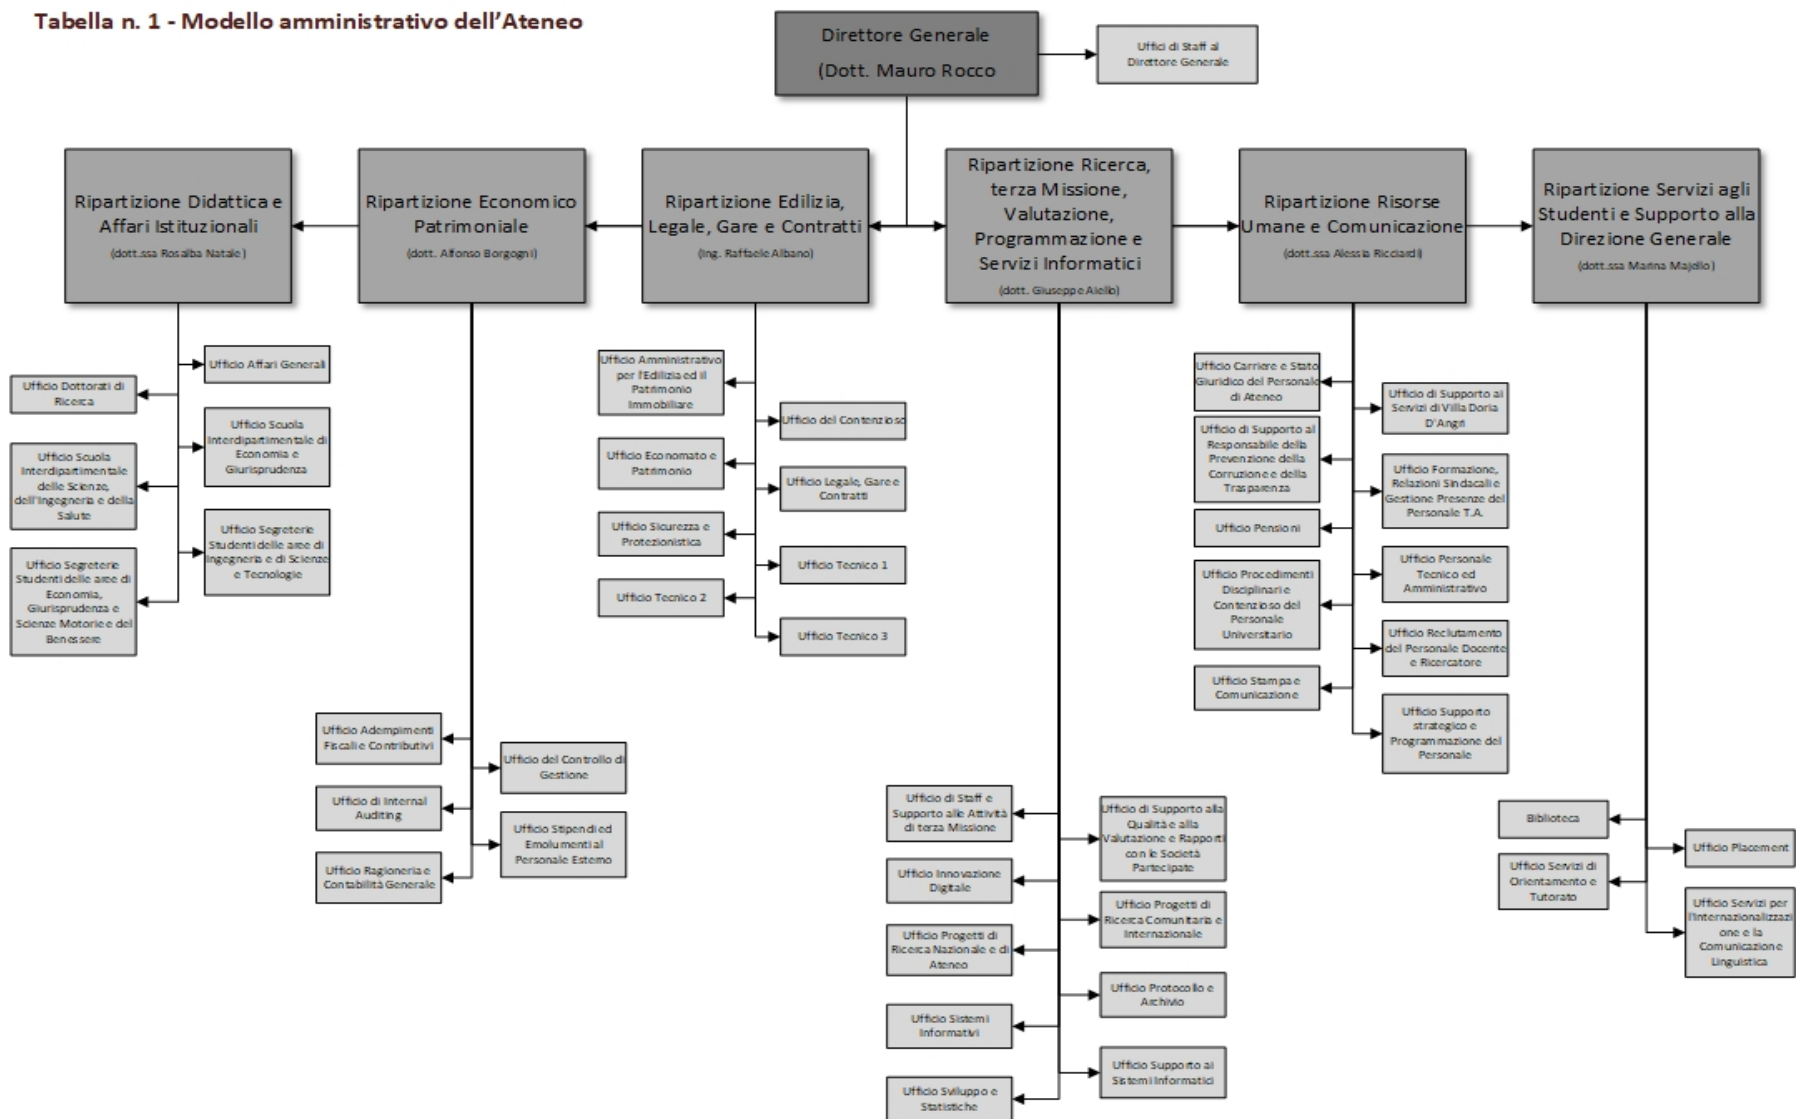 Tabella n. 1 - Modello amministrativo dell’Ateneo
Direttore Generale
(Dott. Mauro Rocco
Uffici di Staff al
Direttore Generale
Ripartizione Didattica e
Affari Istituzionali
(dott.ssa Rosalba Natale)
Ripartizione Economico
Patrimoniale
(dott. Alfonso Borgogni)
Ripartizione Edilizia,
Legale, Gare e Contratti
(Ing. Raffaele Albano)
Ripartizione Ricerca,
terza Missione,
Valutazione,
Programmazione e
Servizi Informatici
(dott. Giuseppe Aiello)
Ripartizione Risorse
Umane e Comunicazione
(dott.ssa Alessia Ricciardi)
Ripartizione Servizi agli
Studenti e Supporto alla
Direzione Generale
(dott.ssa Marina Majello)
Ufficio Affari Generali
Ufficio Dottorati di
Ricerca
Ufficio Scuola
Interdipartimentale di
Economia e
Giurisprudenza
Ufficio Scuola
Interdipartimentale
delle Scienze,
dell'Ingegneria e della
Salute
Ufficio Segreterie
Studenti delle aree di
Ingegneria e di Scienze
e Tecnologie
Ufficio Segreterie
Studenti delle aree di
Economia,
Giurisprudenza e
Scienze Motorie e del
Benessere
Ufficio Adempimenti
Fiscali e Contributivi
Ufficio del Controllo di
Gestione
Ufficio di Internal
Auditing
Ufficio Stipendi ed
Emolumenti al
Personale Esterno
Ufficio Ragioneria e
Contabilità Generale
Ufficio Amministrativo
per l'Edilizia ed il
Patrimonio
Immobiliare
Ufficio del Contenzioso
Ufficio Economato e
Patrimonio
Ufficio Legale, Gare e
Contratti
Ufficio Sicurezza e
Protezionistica
Ufficio Tecnico 1
Ufficio Tecnico 2
Ufficio Tecnico 3
Ufficio di Staff e
Supporto alle Attività
di terza Missione
Ufficio di Supporto alla
Qualità e alla
Valutazione e Rapporti
con le Società
Partecipate
Ufficio Innovazione
Digitale
Ufficio Progetti di
Ricerca Comunitaria e
Internazionale
Ufficio Progetti di
Ricerca Nazionale e di
Ateneo
Ufficio Protocollo e
Archivio
Ufficio Sistemi
Informativi
Ufficio Supporto ai
Sistemi Informatici
Ufficio Sviluppo e
Statistiche
Ufficio Carriere e Stato
Giuridico del Personale
di Ateneo
Ufficio di Supporto ai
Servizi di Villa Doria
D'Angri
Ufficio di Supporto al
Responsabile della
Prevenzione della
Corruzione e della
Trasparenza
Ufficio Formazione,
Relazioni Sindacali e
Gestione Presenze del
Personale T.A.
Ufficio Pensioni
Ufficio Personale
Tecnico ed
Amministrativo
Ufficio Procedimenti
Disciplinari e
Contenzioso del
Personale
Universitario
Ufficio Reclutamento
del Personale Docente
e Ricercatore
Ufficio Stampa e
Comunicazione
Ufficio Supporto
strategico e
Programmazione del
Personale
Biblioteca
Ufficio Placement
Ufficio Servizi di
Orientamento e
Tutorato
Ufficio Servizi per
l'Internazionalizzazi
one e la
Comunicazione
Linguistica